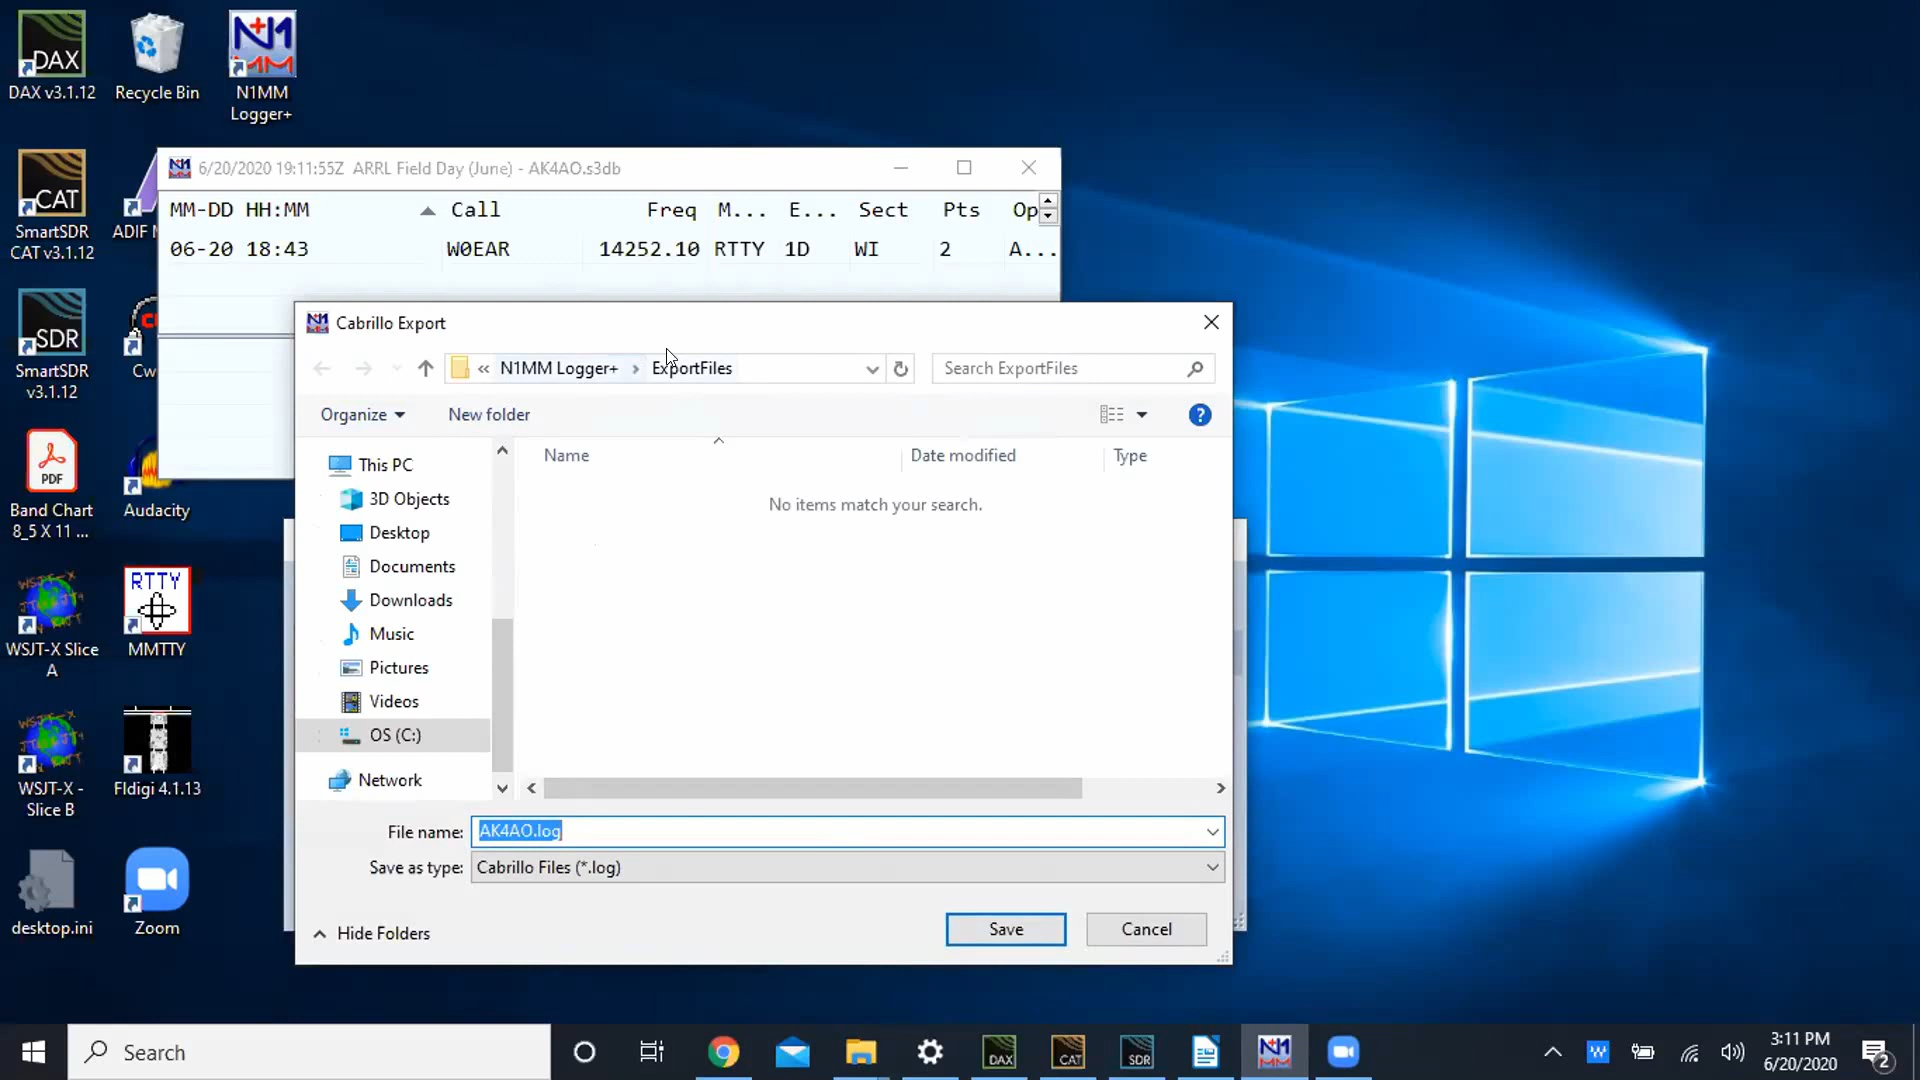 DAX
DAX v3.1.12
Recycle Bin
N1
MM
N1MM
Logger+
CAT
SmartSDR
CAT v3.1.12
ADIF
SDR
SmartSDR
v3.1.12
PDF
Band Chart
8_5 X 11 ...
Audacity
WSJT-X Slice
A
RTTY
MMTTY
WSJT-X -
Slice B
Fldigi 4.1.13
desktop.ini
Zoom
6/20/2020 19:11:55Z ARRL Field Day (June) - AK4AO.s3db
MM-DD HH:MM Call Freq M... E... Sect Pts Op
06-20 18:43 W0EAR 14252.10 RTTY 1D WI 2 A...
Cabrillo Export
« N1MM Logger+ › ExportFiles
Search ExportFiles
Organize
New folder
This PC
3D Objects
Desktop
Documents
Downloads
Music
Pictures
Videos
OS (C:)
Network
Name
Date modified
Type
No items match your search.
File name: AK4AO.log
Save as type: Cabrillo Files (*.log)
Hide Folders
Save
Cancel
Search
DAX
CAT
SDR
N1
MM
W
3:11 PM
6/20/2020
2